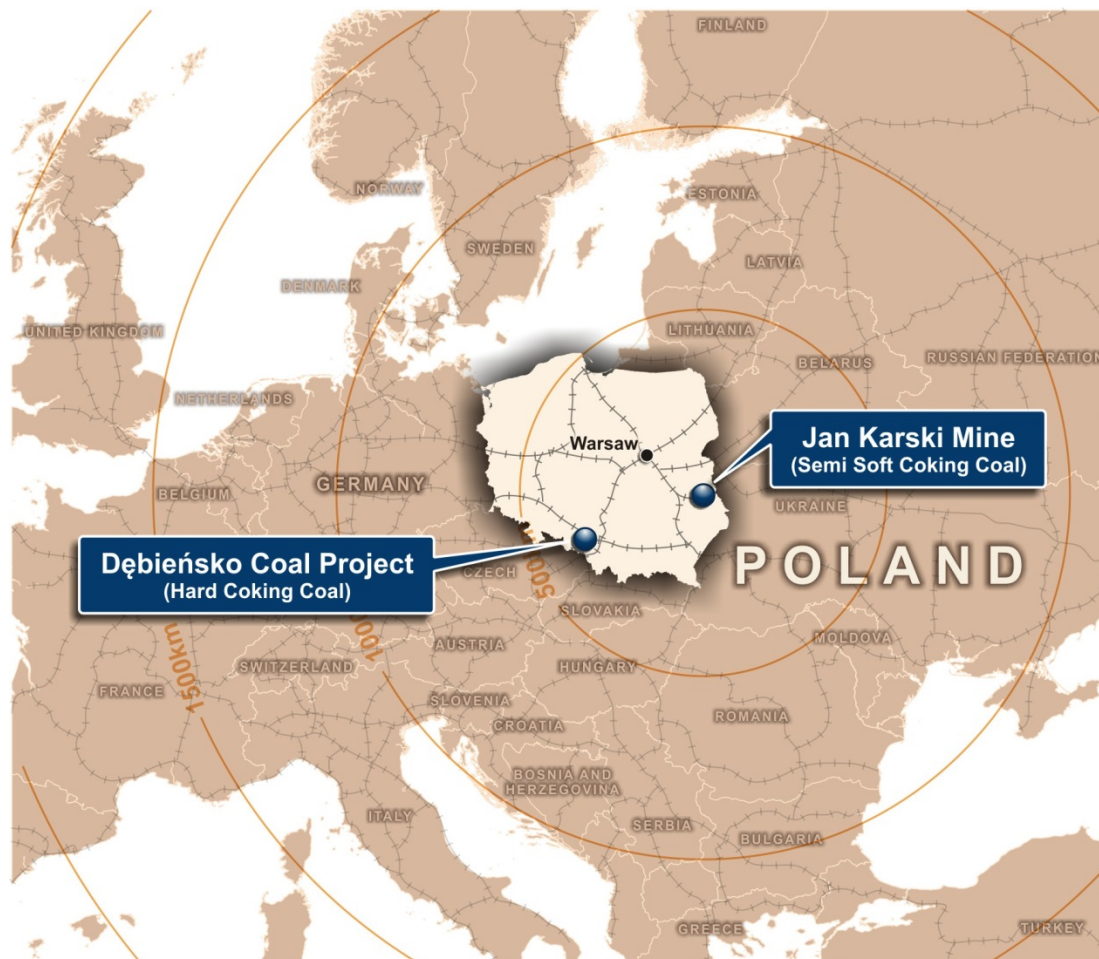 FINLAND
NORWAY
ESTONIA
SWEDEN
LATVIA
DENMARK
UNITED KINGDOM
LITHUANIA
BELARUS
RUSSIAN FEDERATION
NETHERLANDS
Warsaw
Jan Karski Mine
(Semi Soft Coking Coal)
BELGIUM
GERMANY
UKRAINE
Dębieńsko Coal Project
(Hard Coking Coal)
CZECH
POLAND
SLOVAKIA
AUSTRIA
MOLDOVA
SWITZERLAND
HUNGARY
FRANCE
1500km
SLOVENIA
CROATIA
ROMANIA
BOSNIA AND
HERZEGOVINA
ITALY
SERBIA
BULGARIA
GREECE
TURKEY